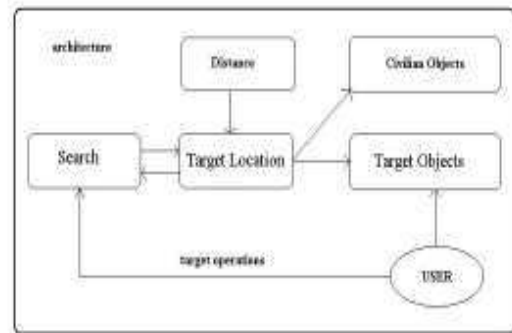 architecture
Distance
Civilian Objects
Search
Target Location
Target Objects
target operations
USER